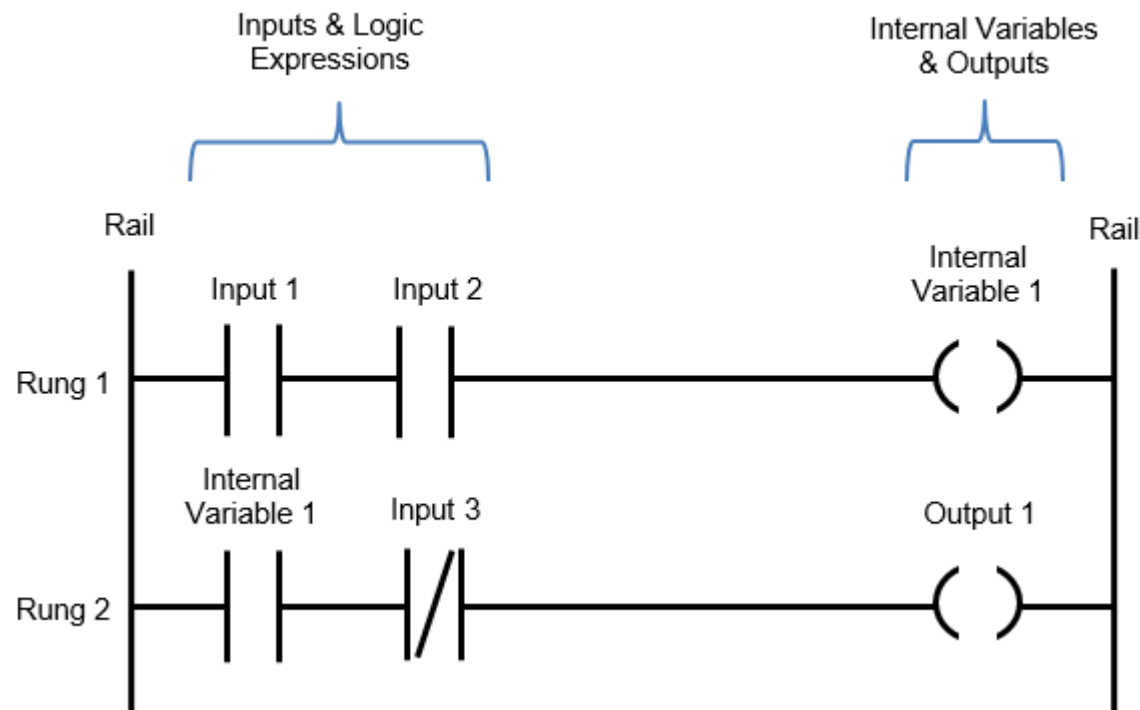 Inputs & Logic
Expressions
Internal Variables
& Outputs
Rail
Rail
Input 1
Input 2
Internal
Variable 1
Rung 1
Internal
Variable 1
Input 3
Output 1
Rung 2